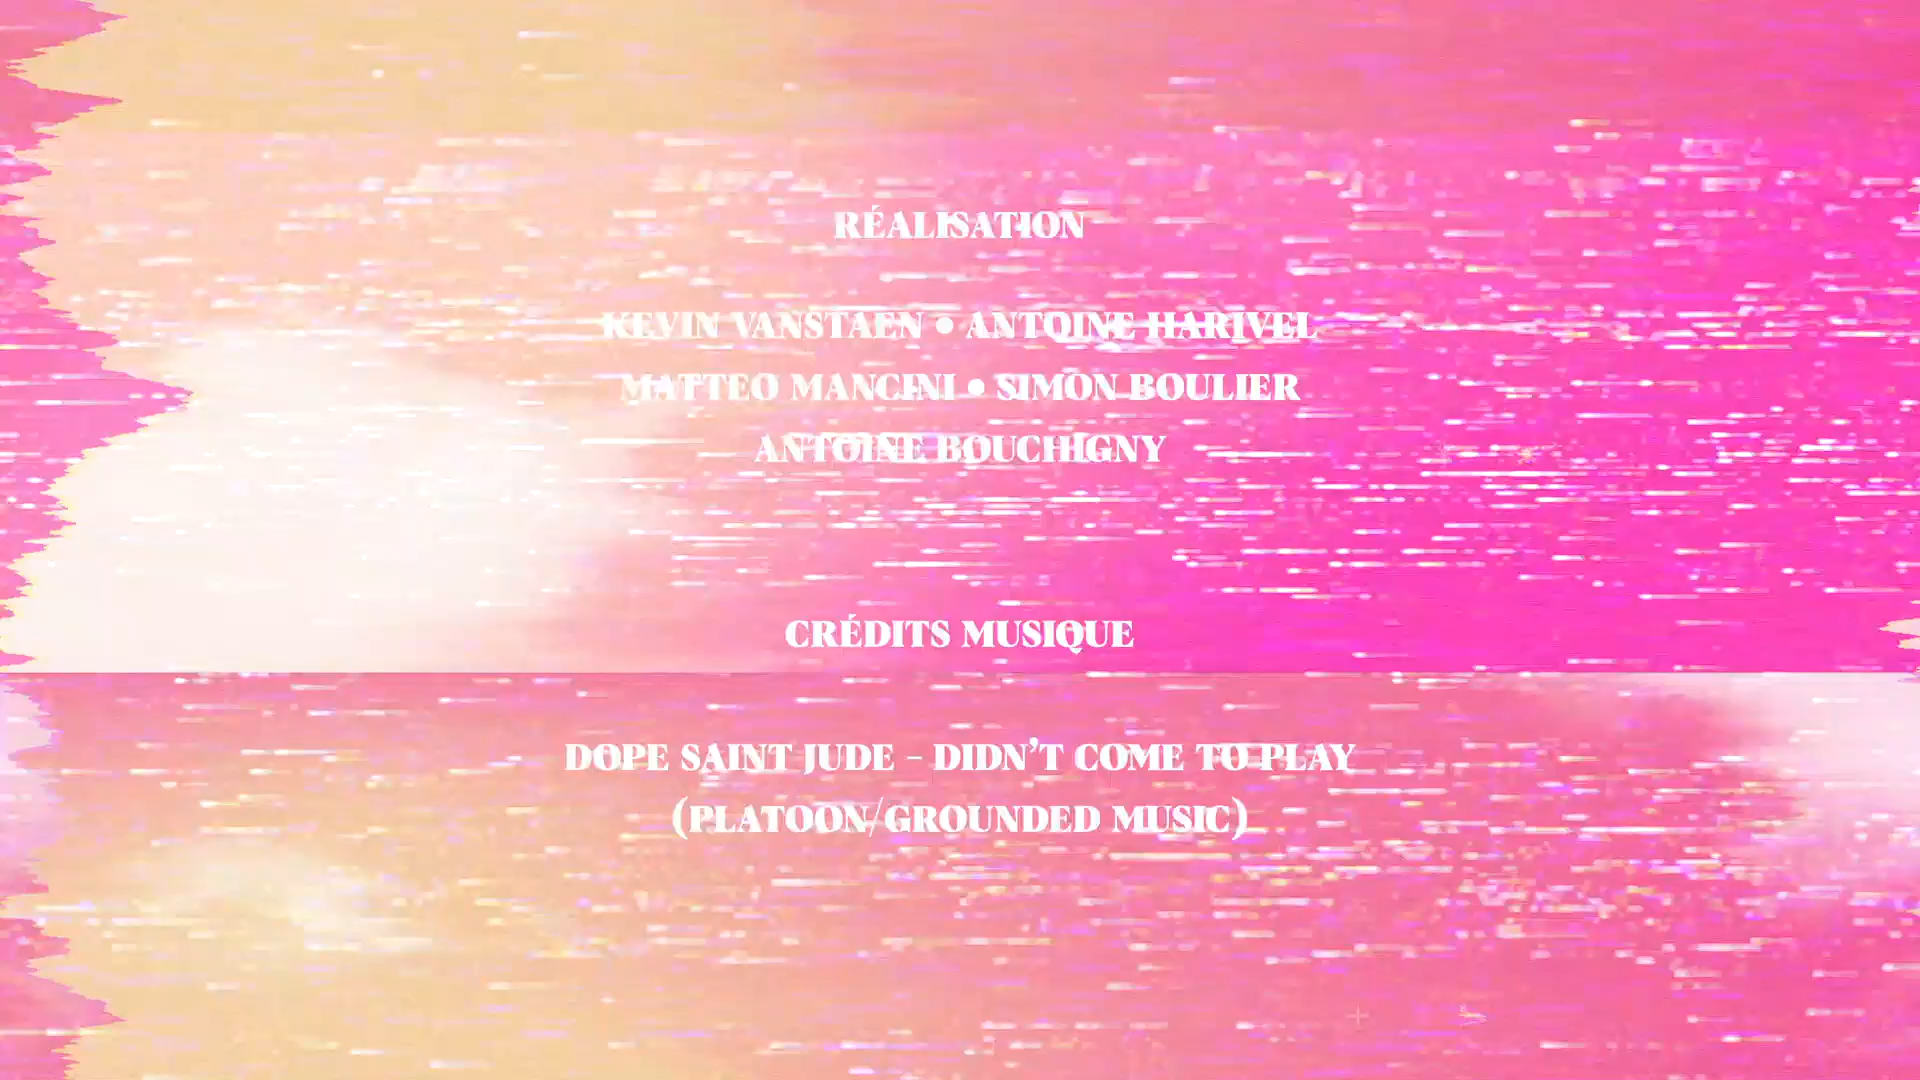 RÉALISATION
KEVIN VANSTAEN • ANTOINE HARIVEL
MATTEO MANCINI • SIMON BOULIER
ANTOINE BOUCHIGNY
CRÉDITS MUSIQUE
DOPE SAINT JUDE - DIDN'T COME TO PLAY
(PLATOON/GROUNDED MUSIC)